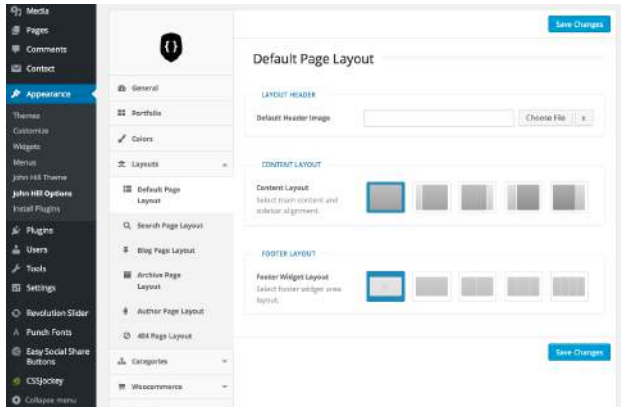 Media
Pages
Comments
Contact
Appearance
Themes
Customize
Widgets
Menus
John Hill Theme
John Hill Options
Install Plugins
Plugins
Users
Tools
Settings
Revolution Slider
Punch Fonts
Easy Social Share
Buttons
CSSJockey
Collapse menu
General
Portfolio
Colors
Layouts
Default Page
Layout
Search Page Layout
Blog Page Layout
Archive Page
Layout
Author Page Layout
404 Page Layout
Categories
Woocommerce
Save Changes
Default Page Layout
LAYOUT HEADER
Default Header Image
Choose File
x
CONTENT LAYOUT
Content Layout
Select main content and
sidebar alignment.
FOOTER LAYOUT
Footer Widget Layout
Select footer widget area
layout.
Save Changes